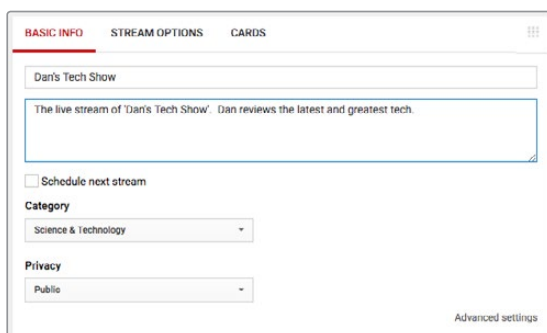 BASIC INFO STREAM OPTIONS CARDS
Dan's Tech Show
The live stream of 'Dan's Tech Show'. Dan reviews the latest and greatest tech.
Schedule next stream
Category
Science & Technology
Privacy
Public
Advanced settings